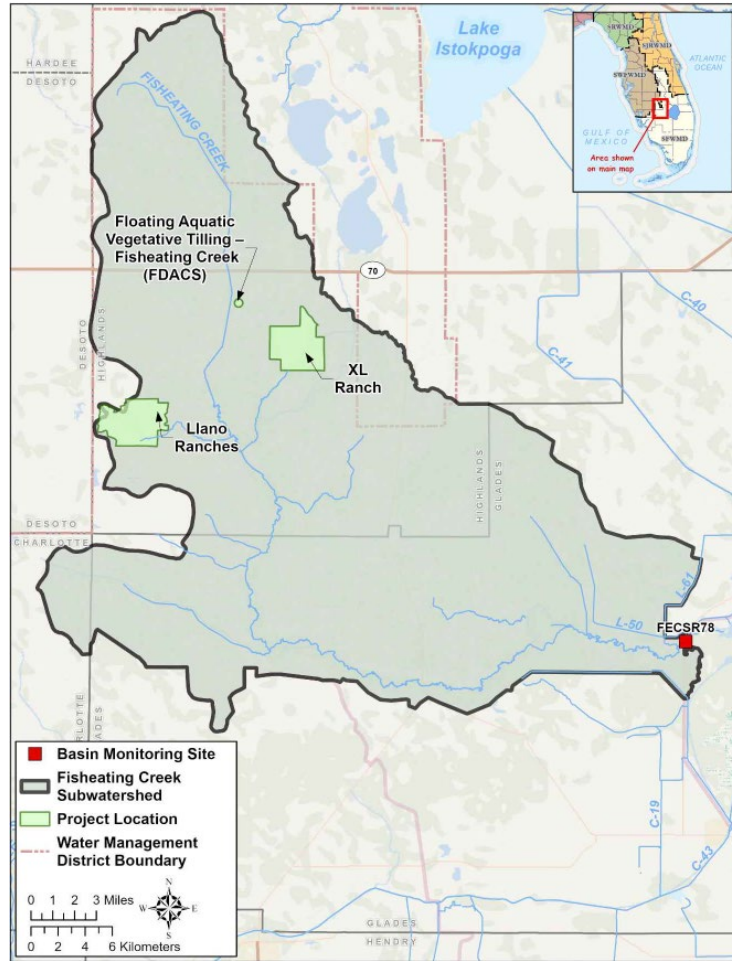 Lake
Istokpoga
HARDEE
DESOTO
FISHEATING CREEK
SRWMD
SJRWMD
SWFWMD
SFWMD
ATLANTIC
OCEAN
GULF OF
MEXICO
Area shown
on main map
Floating Aquatic
Vegetative Tilling –
Fisheating Creek
(FDACS)
70
C-40
C-41
DESOTO
HIGHLANDS
XL
Ranch
Llano
Ranches
HIGHLANDS
GLADES
DESOTO
CHARLOTTE
L-61
L-50
FECSR78
CHARLOTTE
GLADES
C-19
C-43
Basin Monitoring Site
Fisheating Creek
Subwatershed
Project Location
Water Management
District Boundary
0 1 2 3 Miles
0 2 4 6 Kilometers
N
W E
S
GLADES
HENDRY